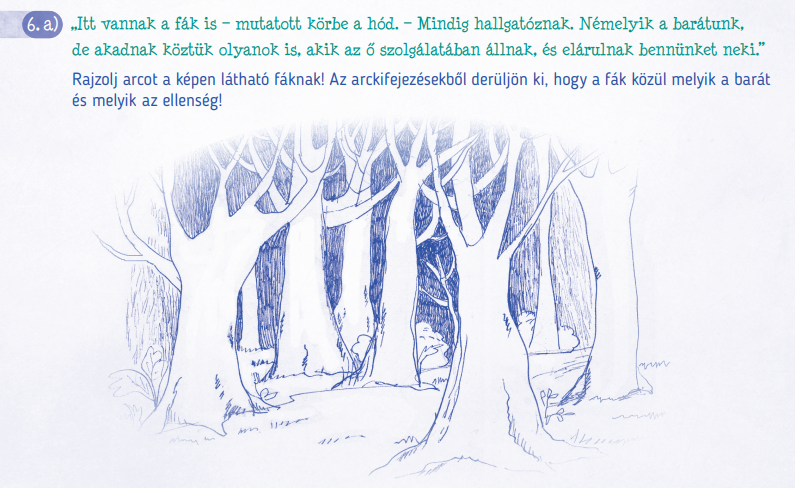 6. a) „Itt vannak a fák is – mutatott körbe a hód. – Mindig hallgatóznak. Némelyik a barátunk,
de akadnak köztük olyanok is, akik az ő szolgálatában állnak, és elárulnak bennünket neki.”
Rajzolj arcot a képen látható fáknak! Az arckifejezésekből derüljön ki, hogy a fák közül melyik a barát
és melyik az ellenség!